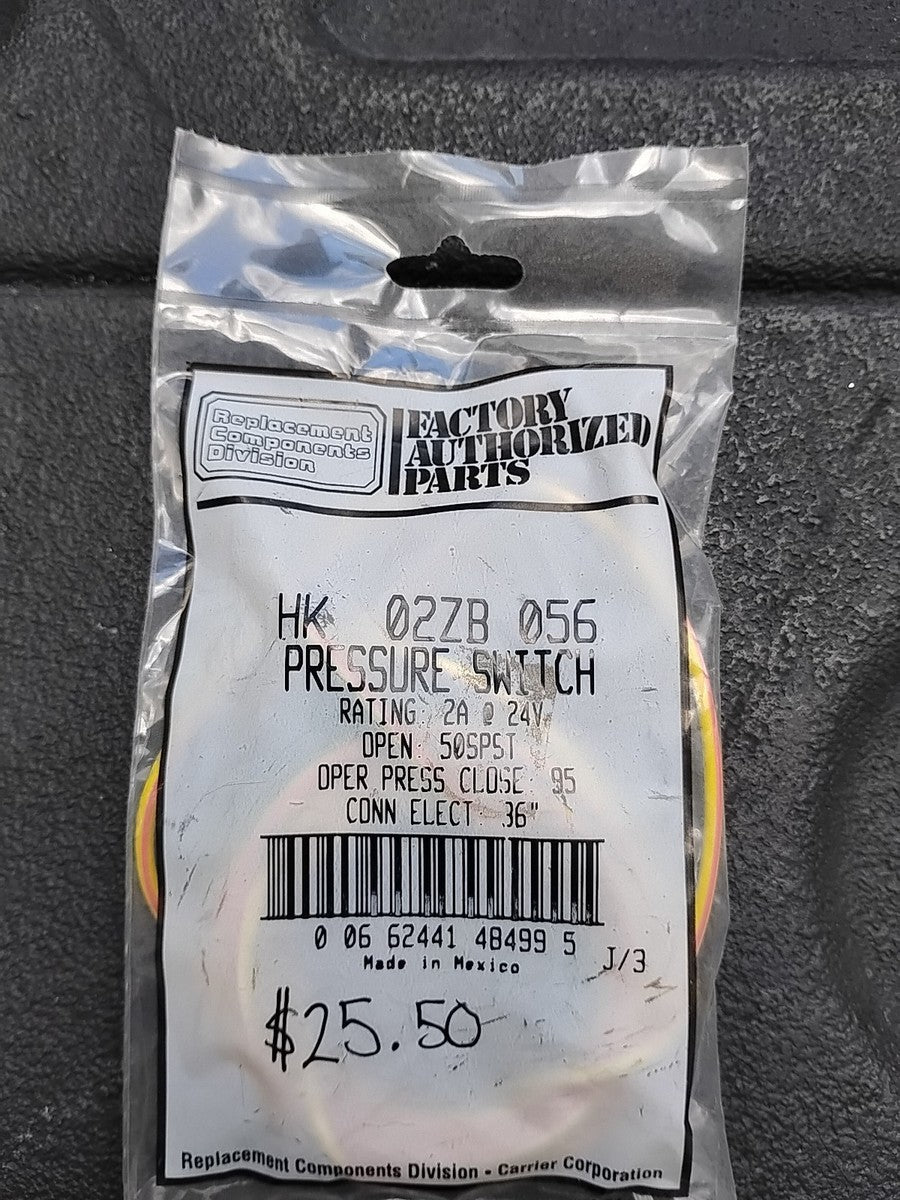 Replacement
Components
Division
FACTORY
AUTHORIZED
PARTS
HK 02ZB 056
PRESSURE SWITCH
RATING: 2A @ 24V
OPEN: 50SPST
OPER PRESS CLOSE: 95
CONN ELECT: 36"
0 06 62441 48499 5
Made in Mexico
J/3
$25.50
Replacement Components Division • Carrier Corporation